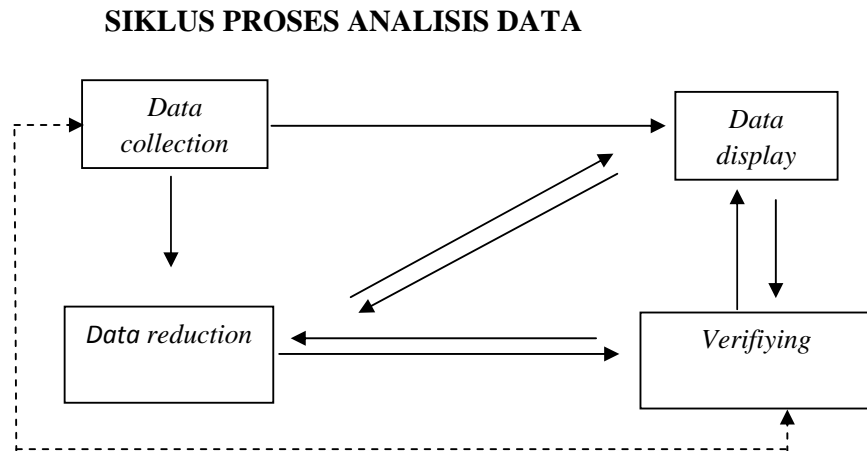 SIKLUS PROSES ANALISIS DATA
Data
collection
Data
display
Data reduction
Verifiying